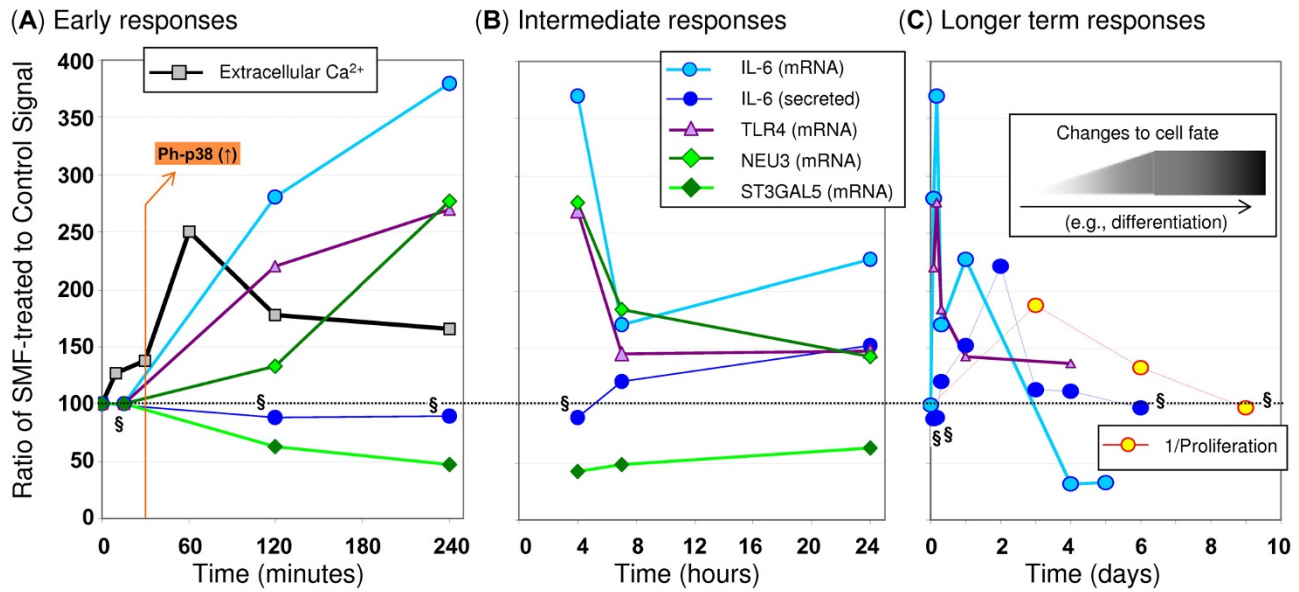 (A) Early responses
(B) Intermediate responses
(C) Longer term responses
Ratio of SMF-treated to Control Signal
400
350
300
250
200
150
100
50
0
Extracellular Ca²⁺
Ph-p38 (↑)
§
§
§
0
60
120
180
240
Time (minutes)
IL-6 (mRNA)
IL-6 (secreted)
TLR4 (mRNA)
NEU3 (mRNA)
ST3GAL5 (mRNA)
§
0
4
8
12
16
20
24
Time (hours)
Changes to cell fate
(e.g., differentiation)
§ §
§
§
1/Proliferation
0
2
4
6
8
10
Time (days)